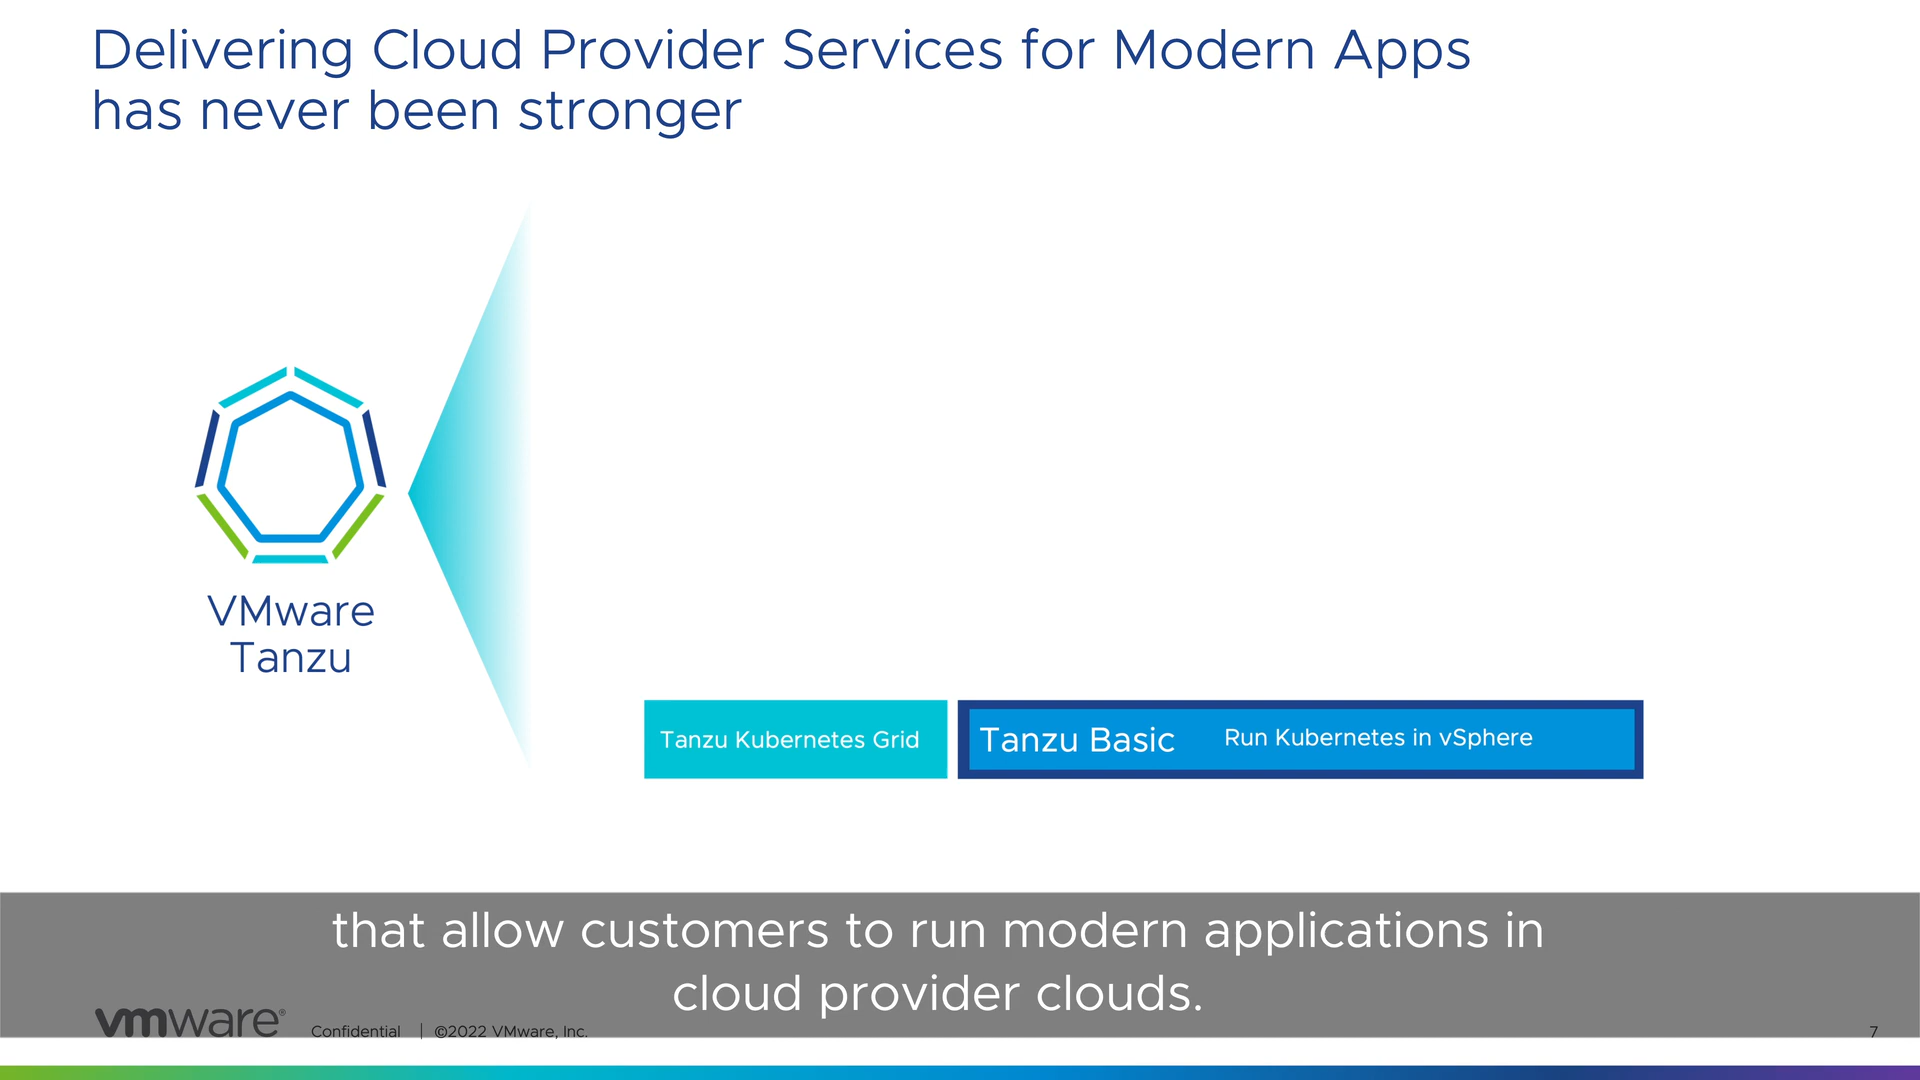 Delivering Cloud Provider Services for Modern Apps
has never been stronger
VMware
Tanzu
Tanzu Kubernetes Grid
Tanzu Basic
Run Kubernetes in vSphere
that allow customers to run modern applications in
cloud provider clouds.
vmware®
Confidential | ©2022 VMware, Inc.
7